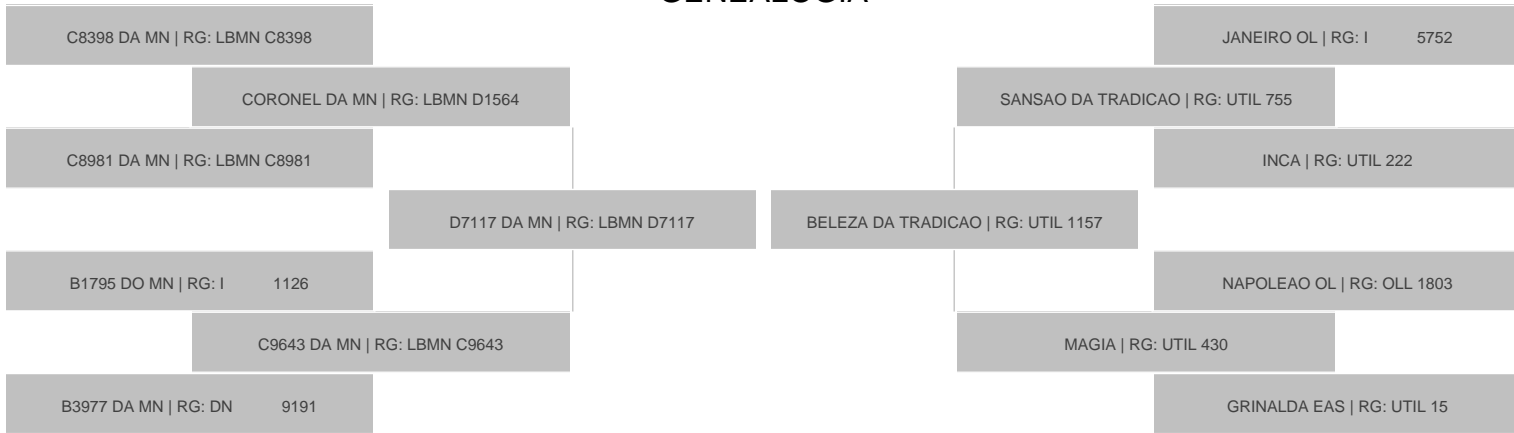 C8398 DA MN | RG: LBMN C8398
JANEIRO OL | RG: I 5752
CORONEL DA MN | RG: LBMN D1564
SANSAO DA TRADICAO | RG: UTIL 755
C8981 DA MN | RG: LBMN C8981
INCA | RG: UTIL 222
D7117 DA MN | RG: LBMN D7117
BELEZA DA TRADICAO | RG: UTIL 1157
B1795 DO MN | RG: I 1126
NAPOLEAO OL | RG: OLL 1803
C9643 DA MN | RG: LBMN C9643
MAGIA | RG: UTIL 430
B3977 DA MN | RG: DN 9191
GRINALDA EAS | RG: UTIL 15